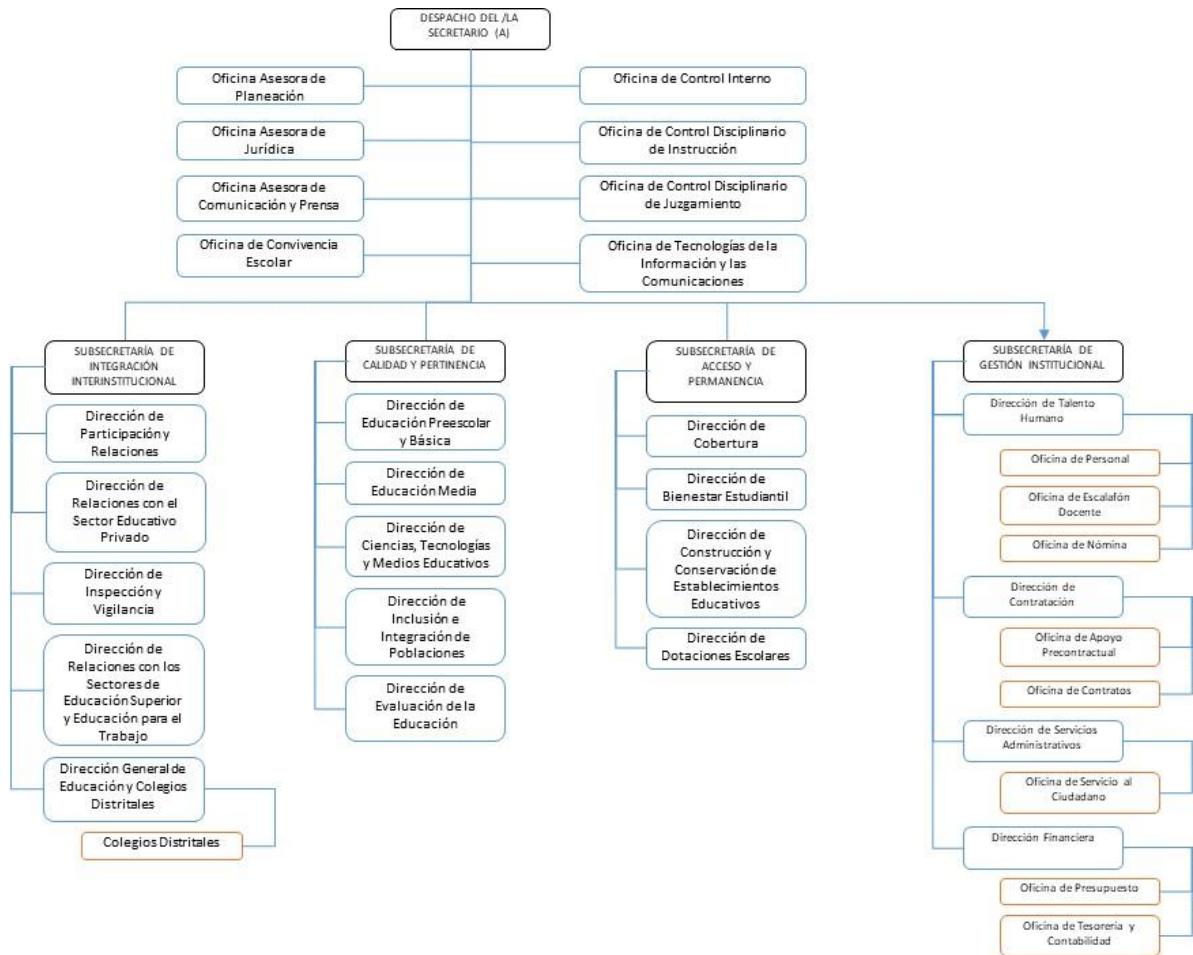 DESPACHO DEL /LA
SECRETARIO (A)
Oficina Asesora de
Planeación
Oficina de Control Interno
Oficina Asesora de
Jurídica
Oficina de Control Disciplinario
de Instrucción
Oficina Asesora de
Comunicación y Prensa
Oficina de Control Disciplinario
de Juzgamiento
Oficina de Convivencia
Escolar
Oficina de Tecnologías de la
Información y las
Comunicaciones
SUBSECRETARÍA DE
INTEGRACIÓN
INTERINSTITUCIONAL
Dirección de
Participación y
Relaciones
Dirección de
Relaciones con el
Sector Educativo
Privado
Dirección de
Inspección y
Vigilancia
Dirección de
Relaciones con los
Sectores de
Educación Superior
y Educación para el
Trabajo
Dirección General de
Educación y Colegios
Distritales
Colegios Distritales
SUBSECRETARÍA DE
CALIDAD Y PERTINENCIA
Dirección de
Educación Preescolar
y Básica
Dirección de
Educación Media
Dirección de
Ciencias, Tecnologías
y Medios Educativos
Dirección de
Inclusión e
Integración de
Poblaciones
Dirección de
Evaluación de la
Educación
SUBSECRETARÍA DE
ACCESO Y
PERMANENCIA
Dirección de
Cobertura
Dirección de
Bienestar Estudiantil
Dirección de
Construcción y
Conservación de
Establecimientos
Educativos
Dirección de
Dotaciones Escolares
SUBSECRETARÍA DE
GESTIÓN INSTITUCIONAL
Dirección de Talento
Humano
Oficina de Personal
Oficina de Escalafón
Docente
Oficina de Nómina
Dirección de
Contratación
Oficina de Apoyo
Precontractual
Oficina de Contratos
Dirección de Servicios
Administrativos
Oficina de Servicio al
Ciudadano
Dirección Financiera
Oficina de Presupuesto
Oficina de Tesorería y
Contabilidad